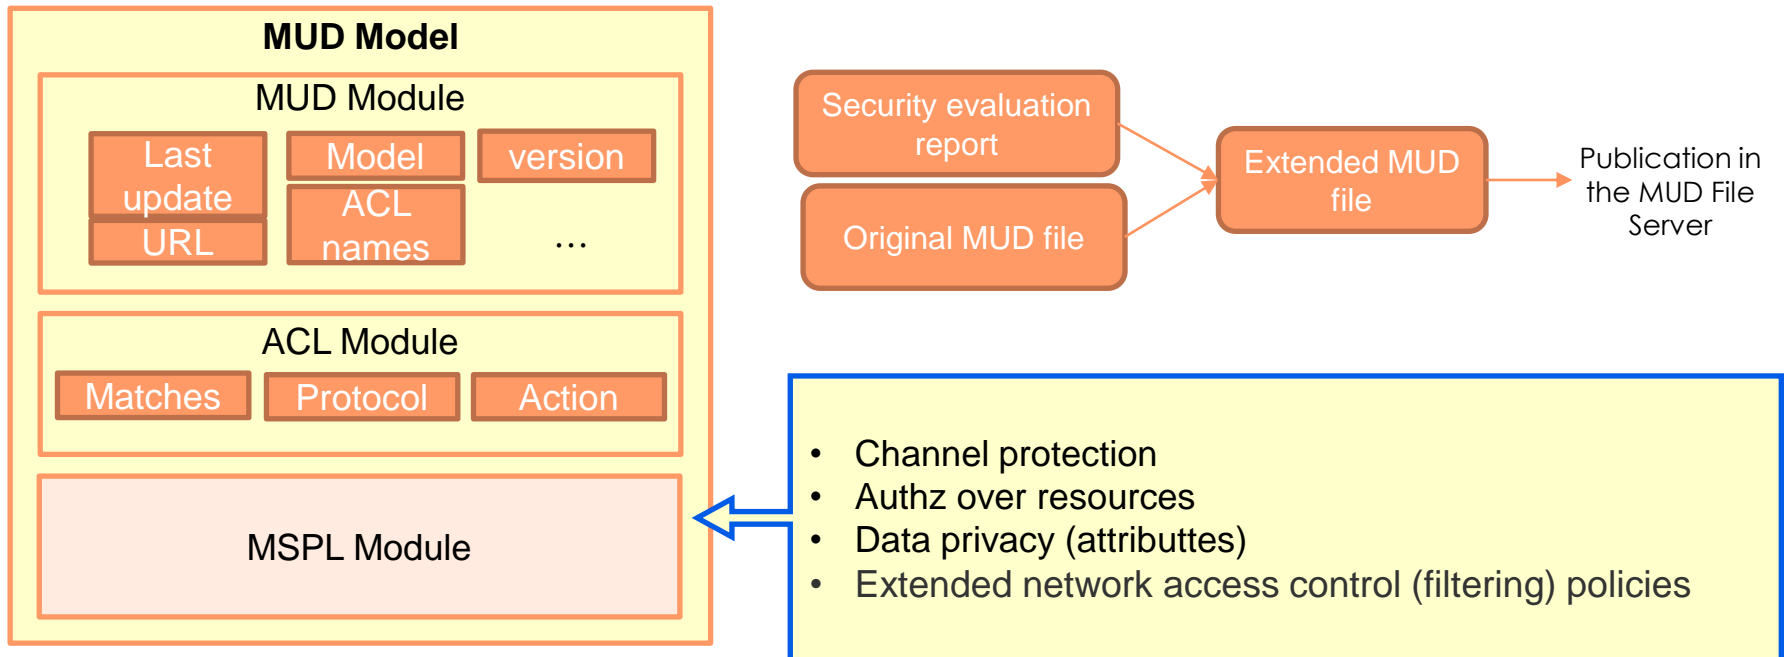 MUD Model
MUD Module
Last
update
URL
Model
ACL
names
version
...
ACL Module
Matches
Protocol
Action
MSPL Module
Security evaluation
report
Original MUD file
Extended MUD
file
Publication in
the MUD File
Server
• Channel protection
• Authz over resources
• Data privacy (attributtes)
• Extended network access control (filtering) policies